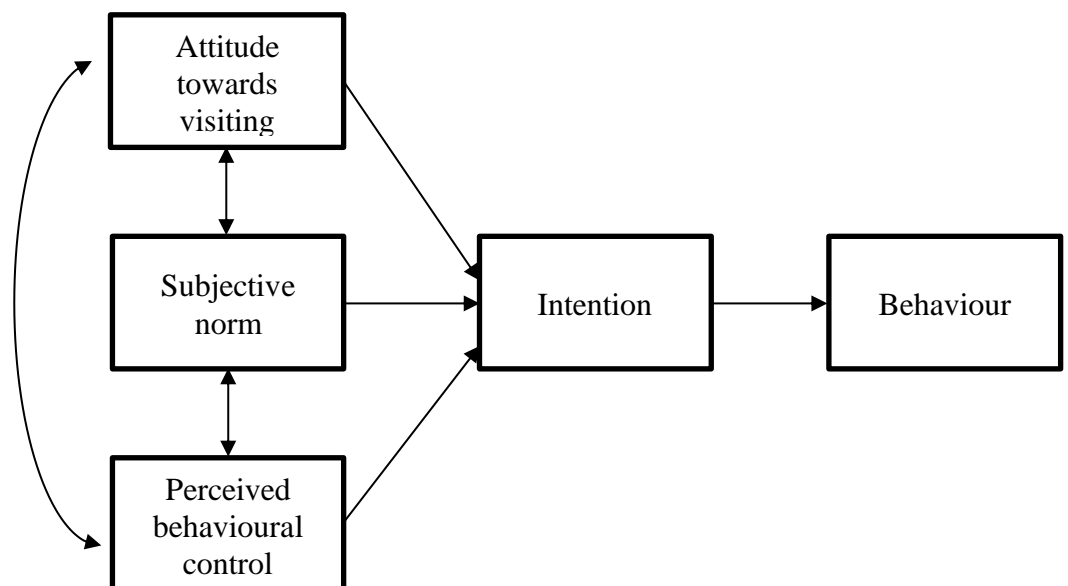 Attitude
towards
visiting
Subjective
norm
Intention
Behaviour
Perceived
behavioural
control